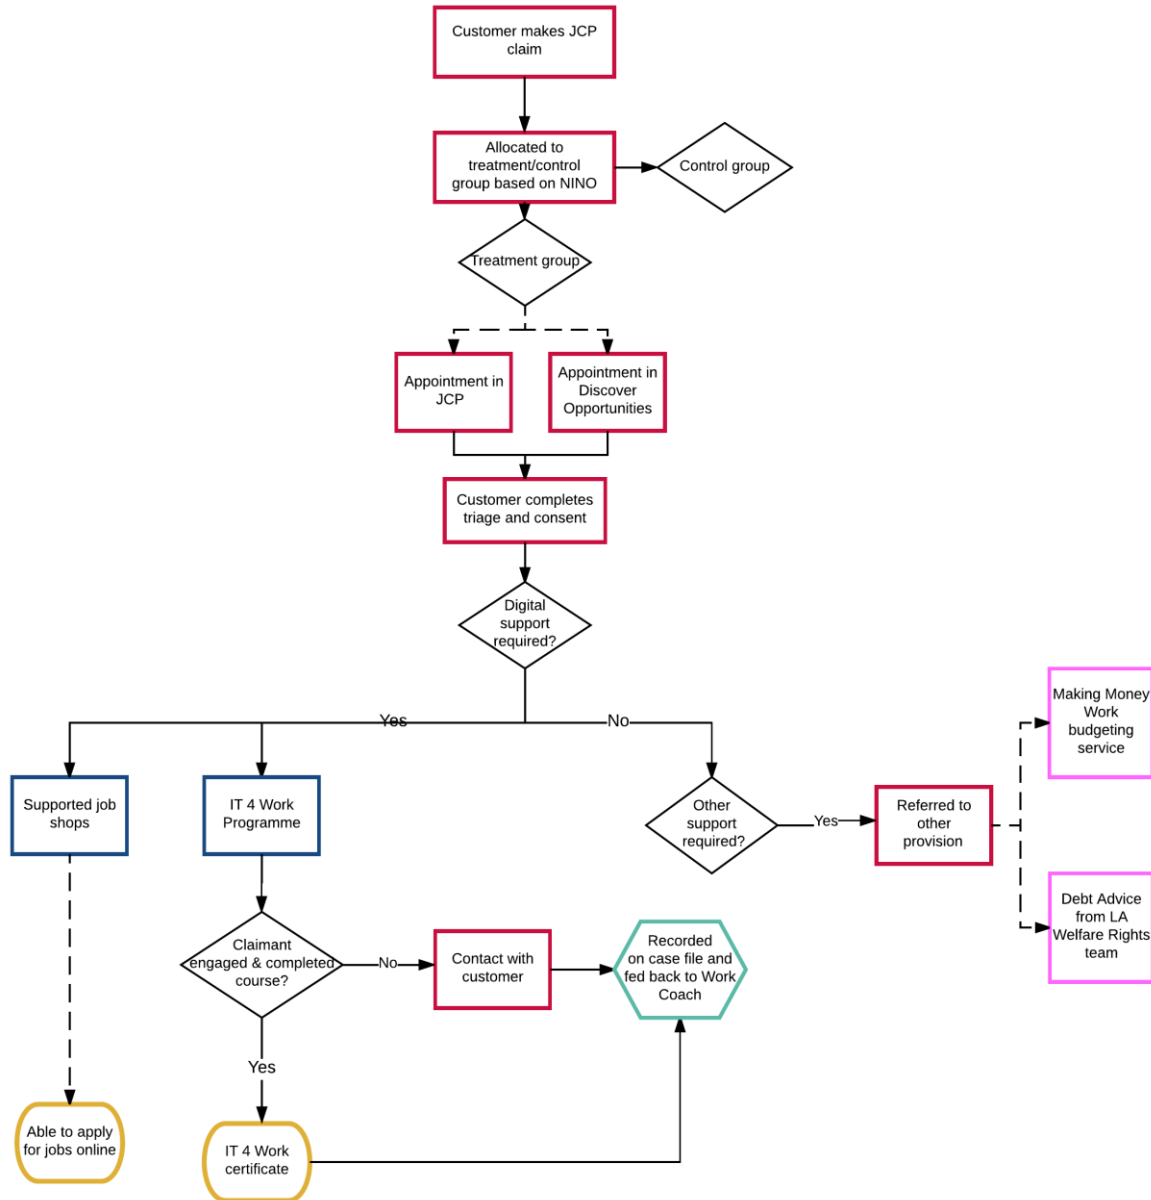 Customer makes JCP
claim
Allocated to
treatment/control
group based on NINO
Control group
Treatment group
Appointment in
JCP
Appointment in
Discover
Opportunities
Customer completes
triage and consent
Digital
support
required?
Yes
No
Supported job
shops
IT 4 Work
Programme
Other
support
required?
Yes
Referred to
other
provision
Making Money
Work
budgeting
service
Debt Advice
from LA
Welfare Rights
team
Claimant
engaged & completed
course?
No
Contact with
customer
Recorded
on case file and
fed back to Work
Coach
Yes
Able to apply
for jobs online
IT 4 Work
certificate